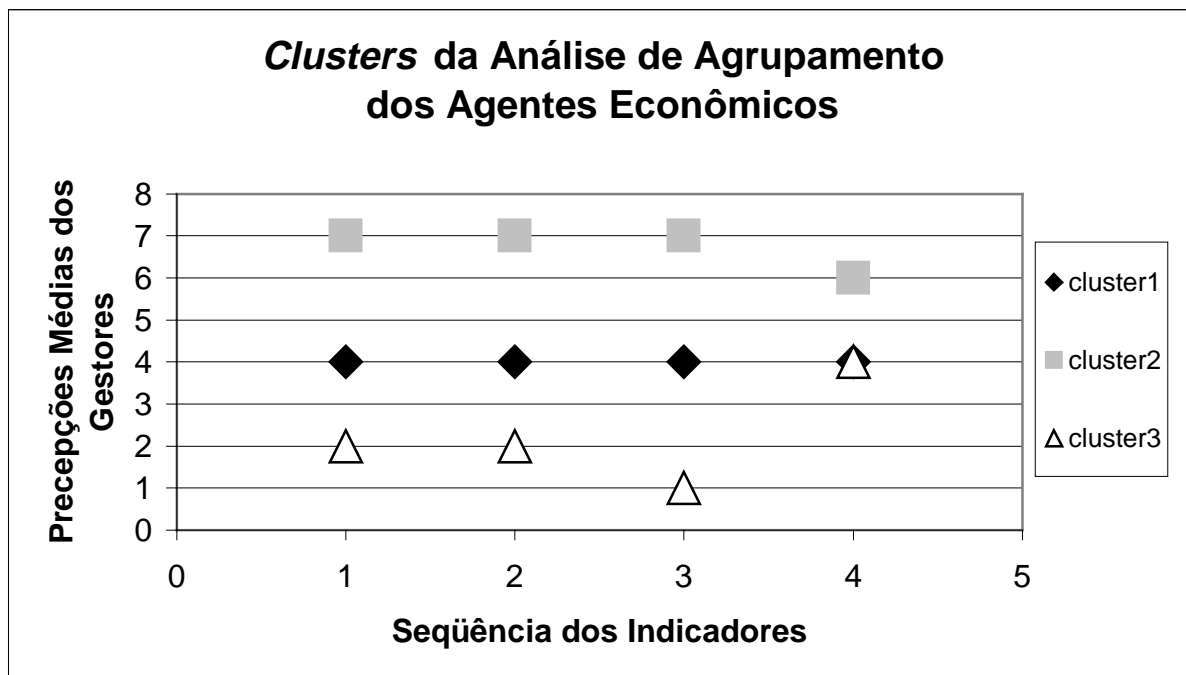 Clusters da Análise de Agrupamento
dos Agentes Econômicos
Precepções Médias dos
Gestores
8
7
6
5
4
3
2
1
0
0 1 2 3 4 5
Seqüência dos Indicadores
cluster1
cluster2
cluster3